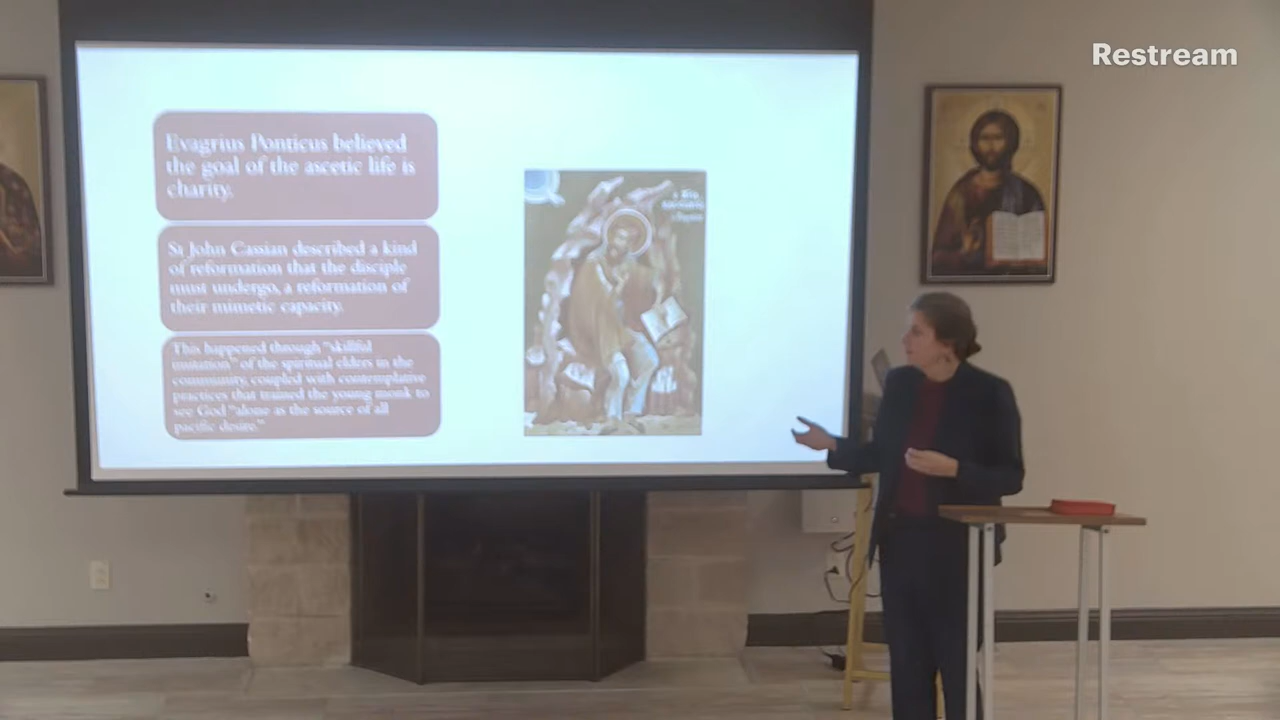 Restream
Evagrius Ponticus believed
the goal of the ascetic life is
charity.
St John Cassian described a kind
of reformation that the disciple
must undergo, a reformation of
their mimetic capacity.
This happened through "skillful
imitation" of the spiritual elders in the
community, coupled with contemplative
practices that trained the young monk to
see God "alone as the source of all
pacific desire."